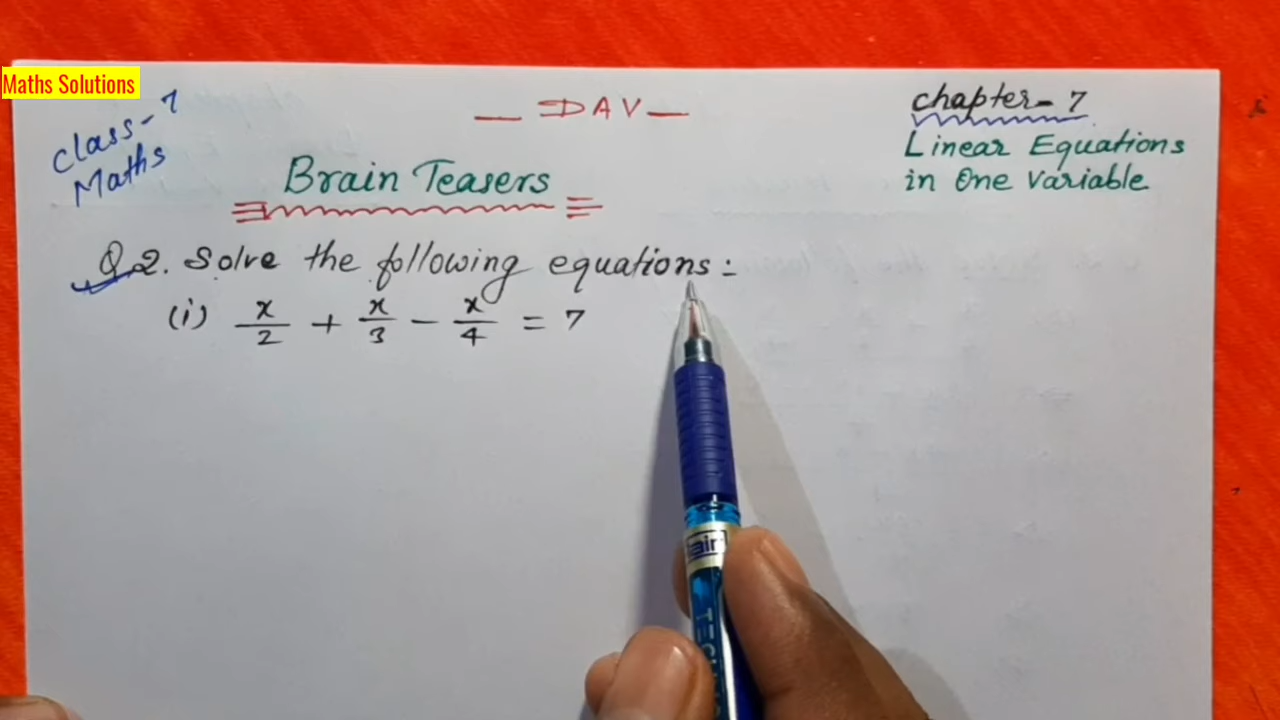 Maths Solutions
Class-7
Maths
DAV
Chapter-7
Linear Equations
in One Variable
Brain Teasers
Q.2. Solve the following equations:
(i) x/2 + x/3 - x/4 = 7